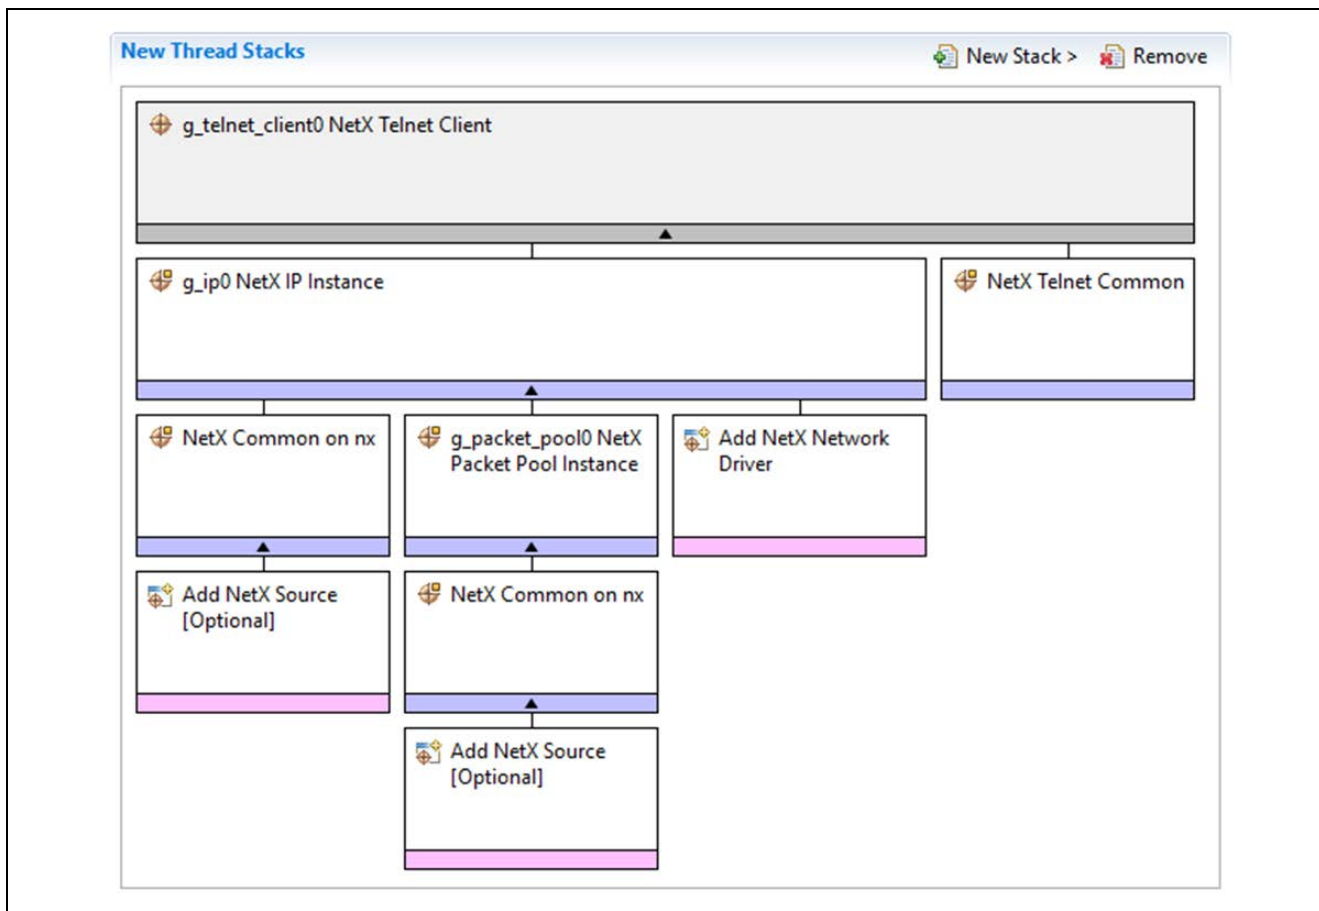 New Thread Stacks
New Stack >
Remove
g_telnet_client0 NetX Telnet Client
g_ip0 NetX IP Instance
NetX Telnet Common
NetX Common on nx
g_packet_pool0 NetX
Packet Pool Instance
Add NetX Network
Driver
Add NetX Source
[Optional]
NetX Common on nx
Add NetX Source
[Optional]